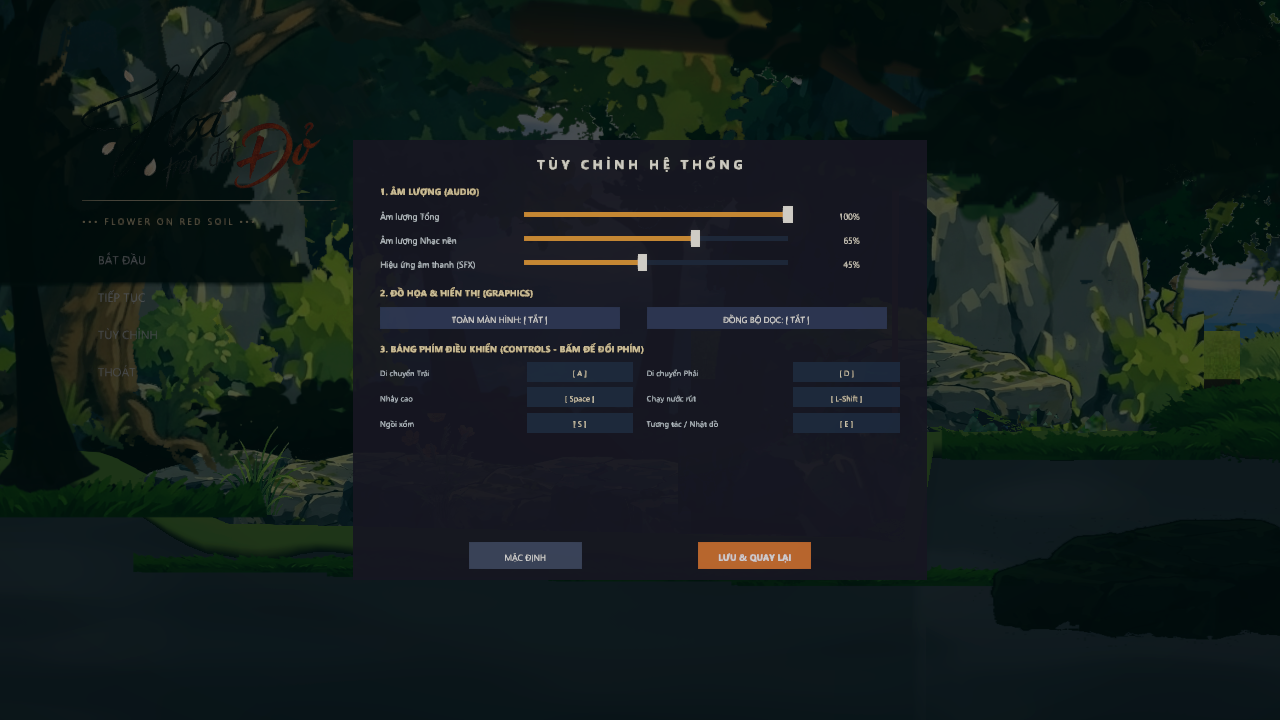 Hoa
Đỏ
••• FLOWER ON RED SOIL •••
BẮT ĐẦU
TIẾP TỤC
TÙY CHỈNH
THOÁT
TÙY CHỈNH HỆ THỐNG
1. ÂM LƯỢNG (AUDIO)
Âm lượng Tổng 100%
Âm lượng Nhạc nền 65%
Hiệu ứng âm thanh (SFX) 45%
2. ĐỒ HỌA & HIỂN THỊ (GRAPHICS)
TOÀN MÀN HÌNH: [ TẮT ] ĐỒNG BỘ DỌC: [ TẮT ]
3. BẢNG PHÍM ĐIỀU KHIỂN (CONTROLS - BẤM ĐỂ ĐỔI PHÍM)
Di chuyển Trái [ A ] Di chuyển Phải [ D ]
Nhảy cao [ Space ] Chạy nước rút [ L-Shift ]
Ngồi xổm [ S ] Tương tác / Nhặt đồ [ E ]
MẶC ĐỊNH LƯU & QUAY LẠI